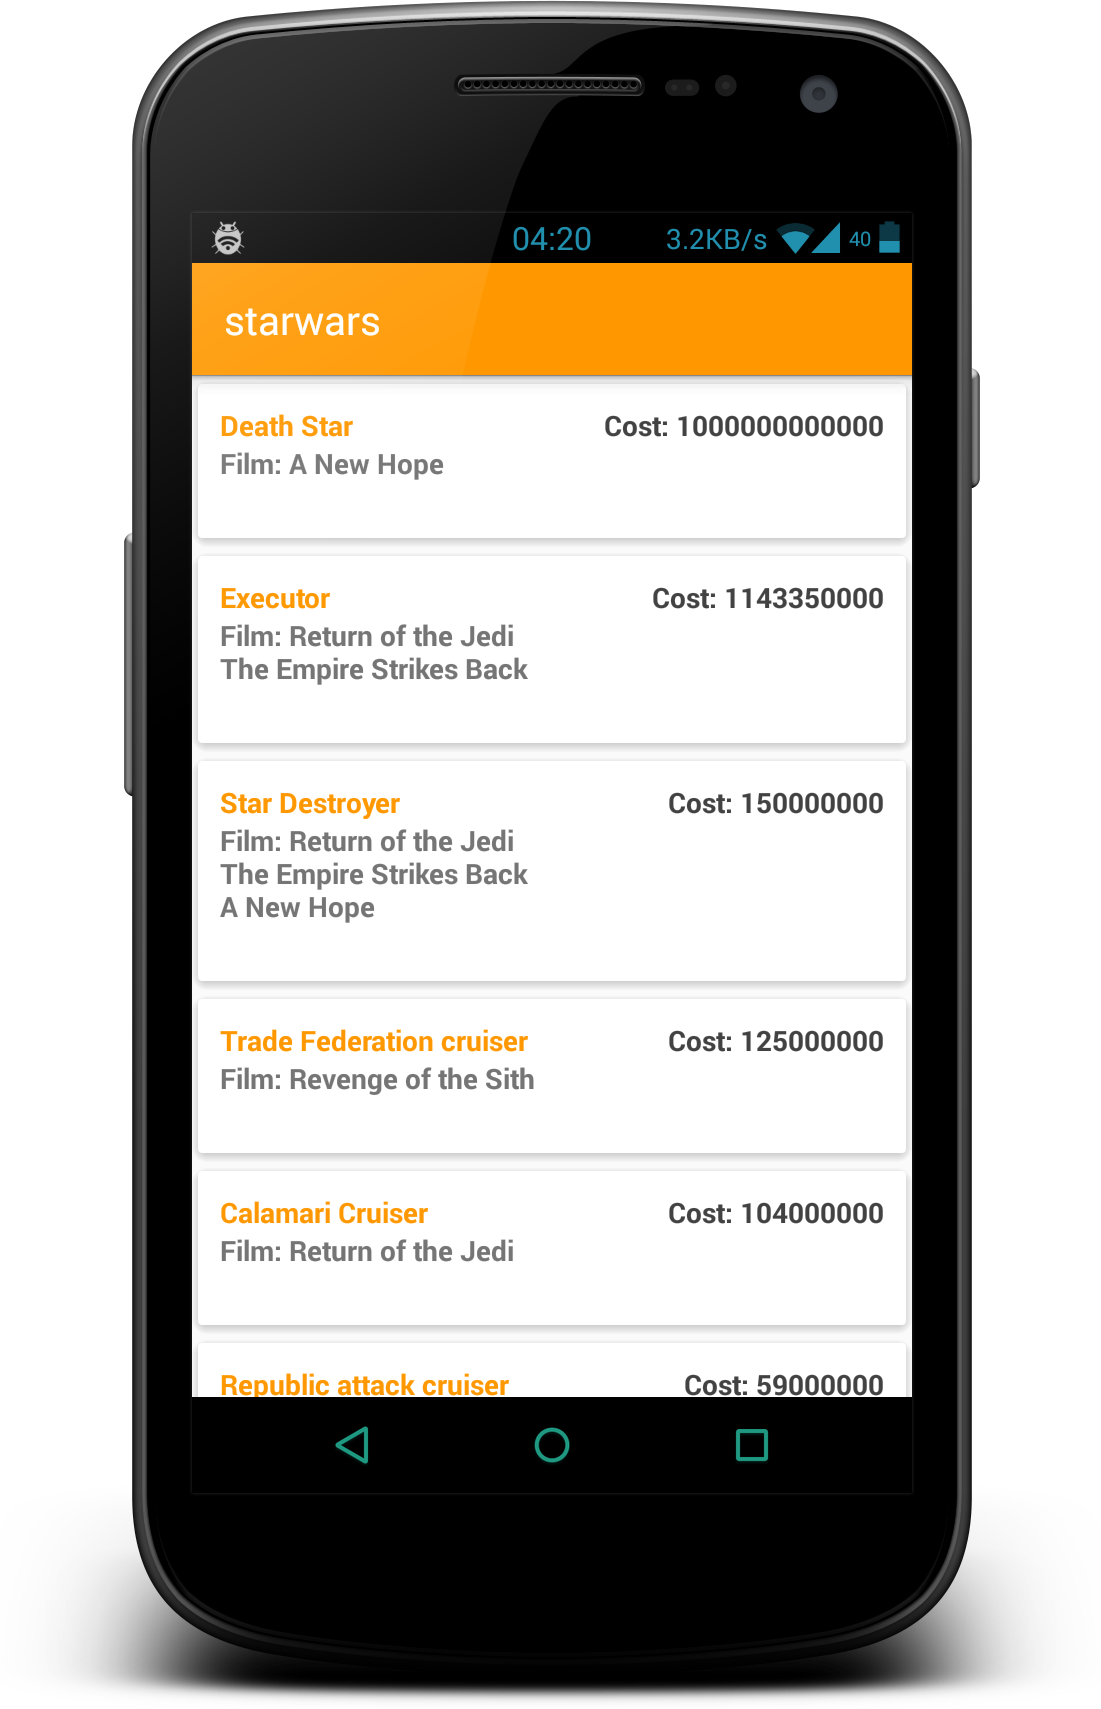 04:20 3.2KB/s 40
starwars
Death Star Cost: 1000000000000
Film: A New Hope
Executor Cost: 1143350000
Film: Return of the Jedi
The Empire Strikes Back
Star Destroyer Cost: 150000000
Film: Return of the Jedi
The Empire Strikes Back
A New Hope
Trade Federation cruiser Cost: 125000000
Film: Revenge of the Sith
Calamari Cruiser Cost: 104000000
Film: Return of the Jedi
Republic attack cruiser Cost: 59000000